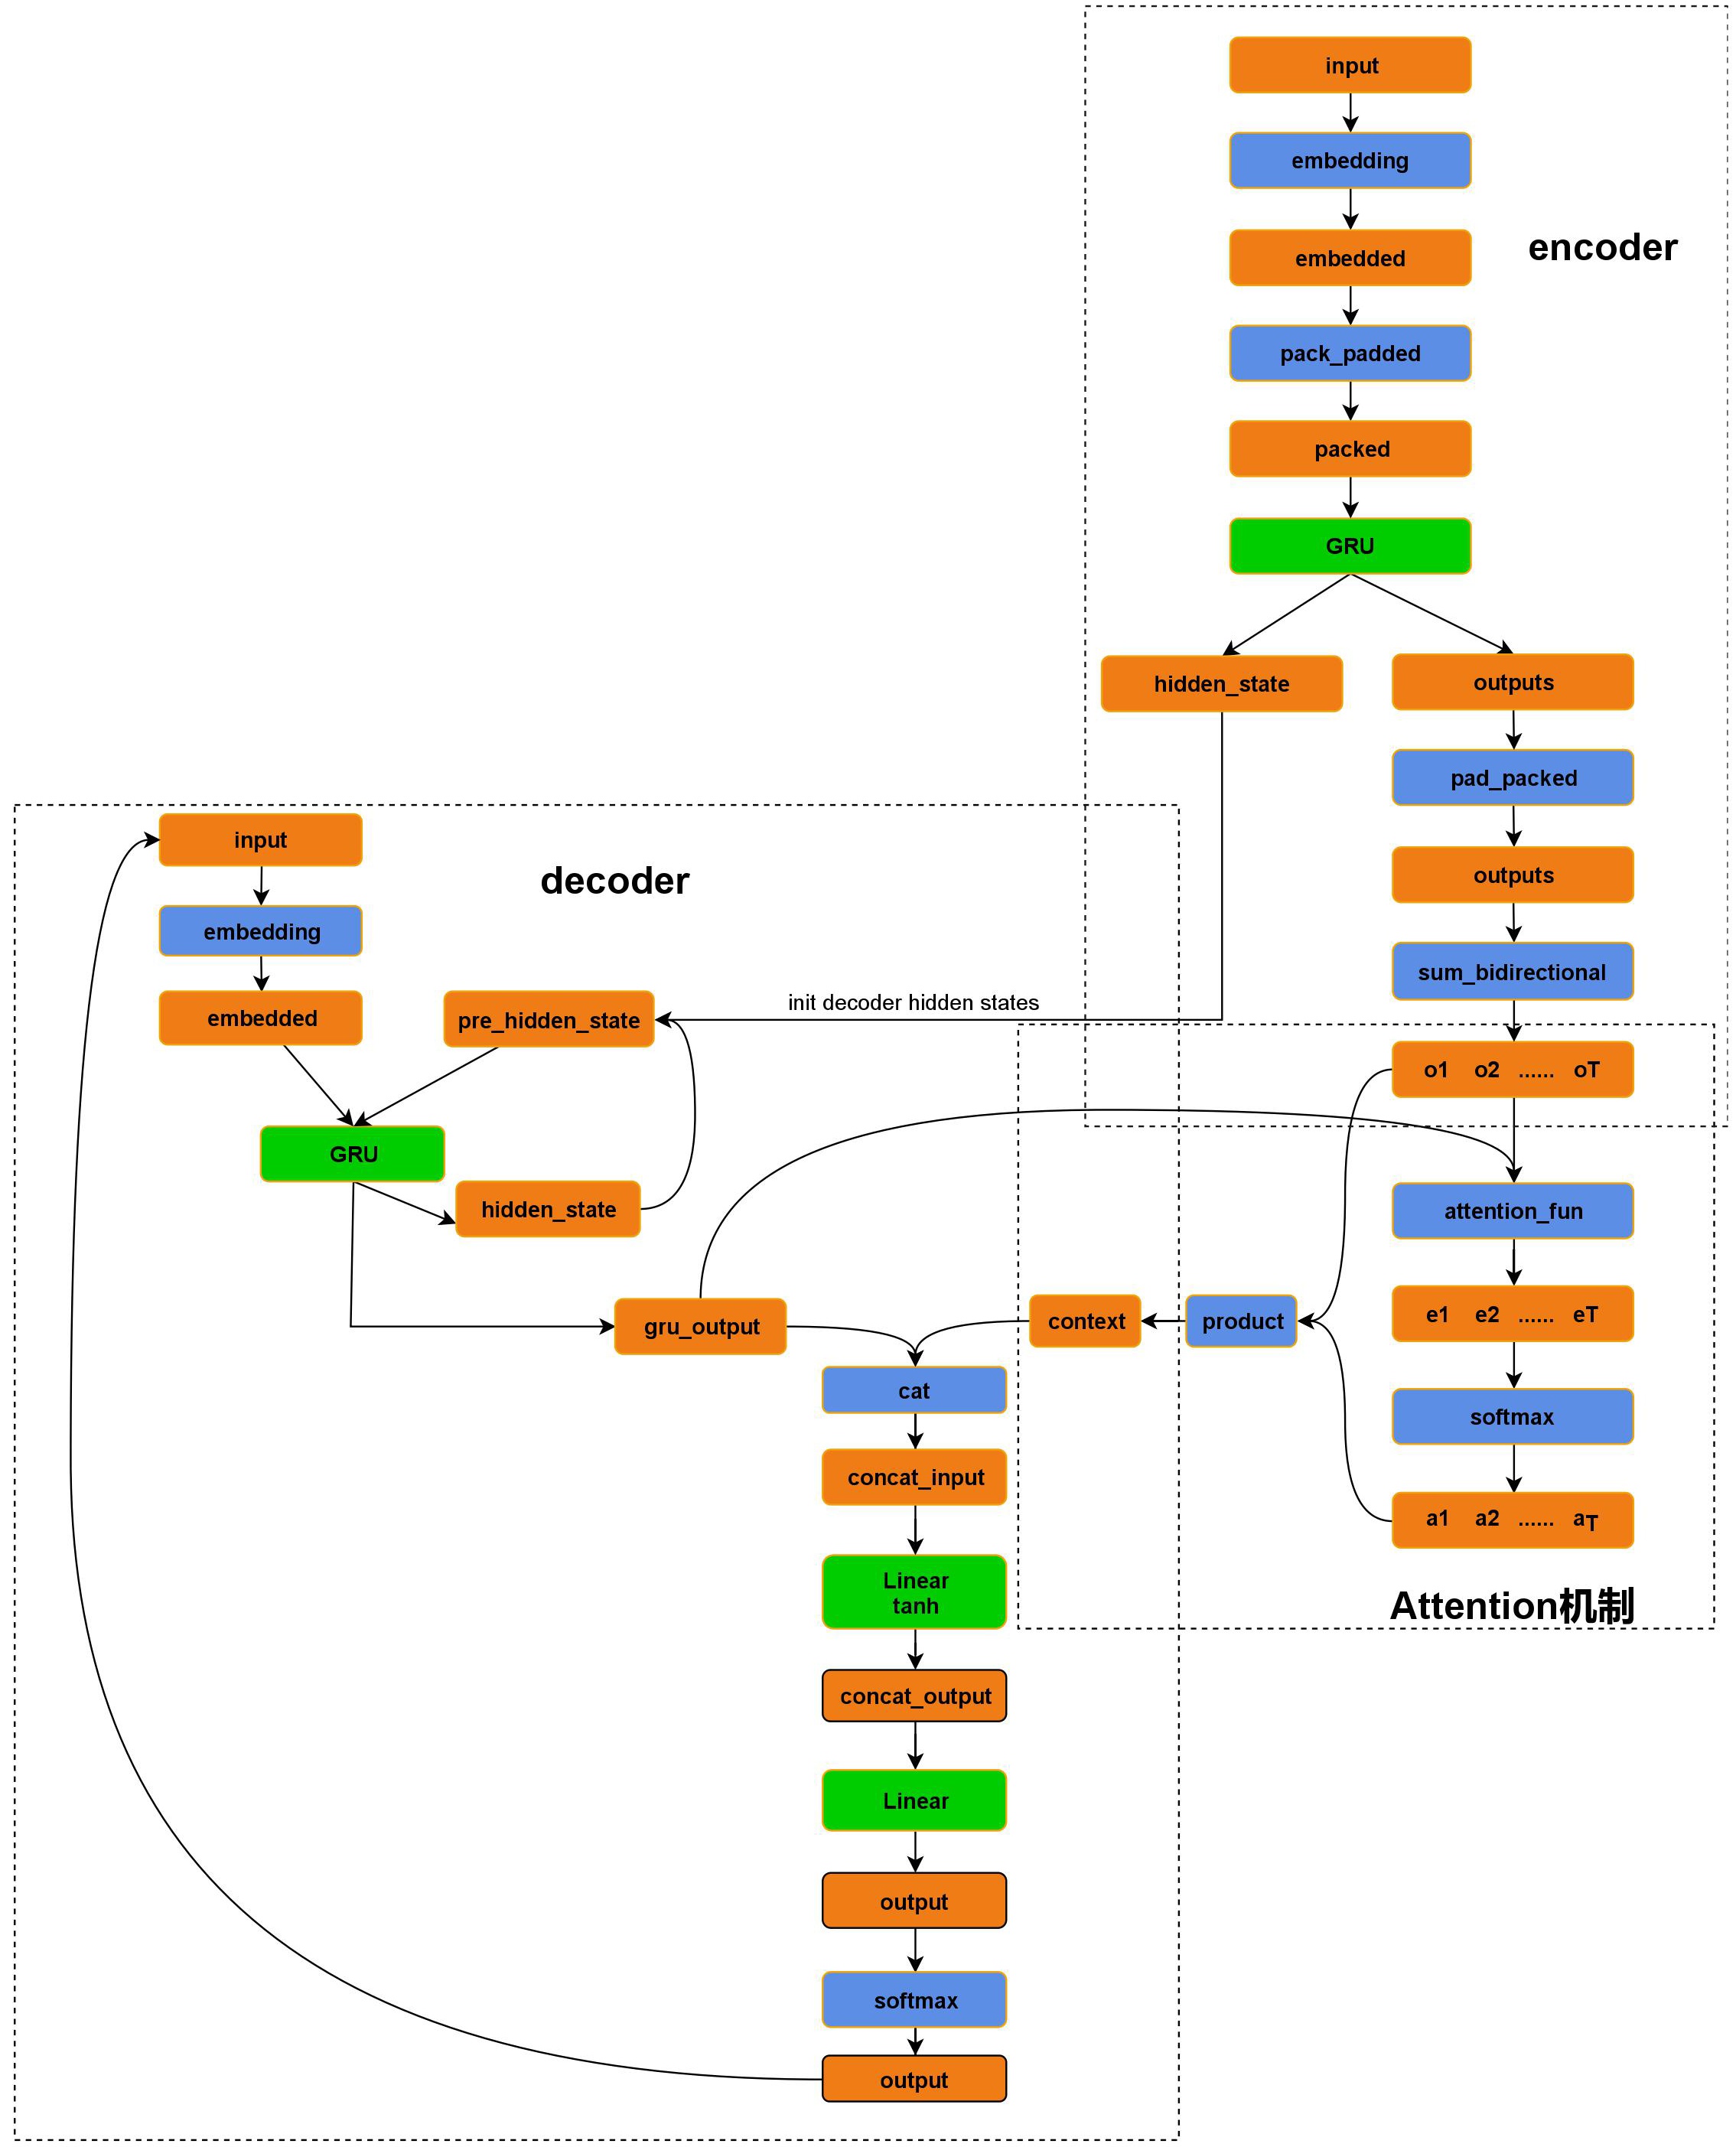 input
embedding
embedded
pack_padded
packed
GRU
encoder
hidden_state
outputs
pad_packed
outputs
sum_bidirectional
decoder
input
embedding
embedded
pre_hidden_state
init decoder hidden states
GRU
hidden_state
gru_output
o1 o2 ...... oT
attention_fun
e1 e2 ...... eT
softmax
a1 a2 ...... aT
product
context
Attention机制
cat
concat_input
Linear
tanh
concat_output
Linear
output
softmax
output